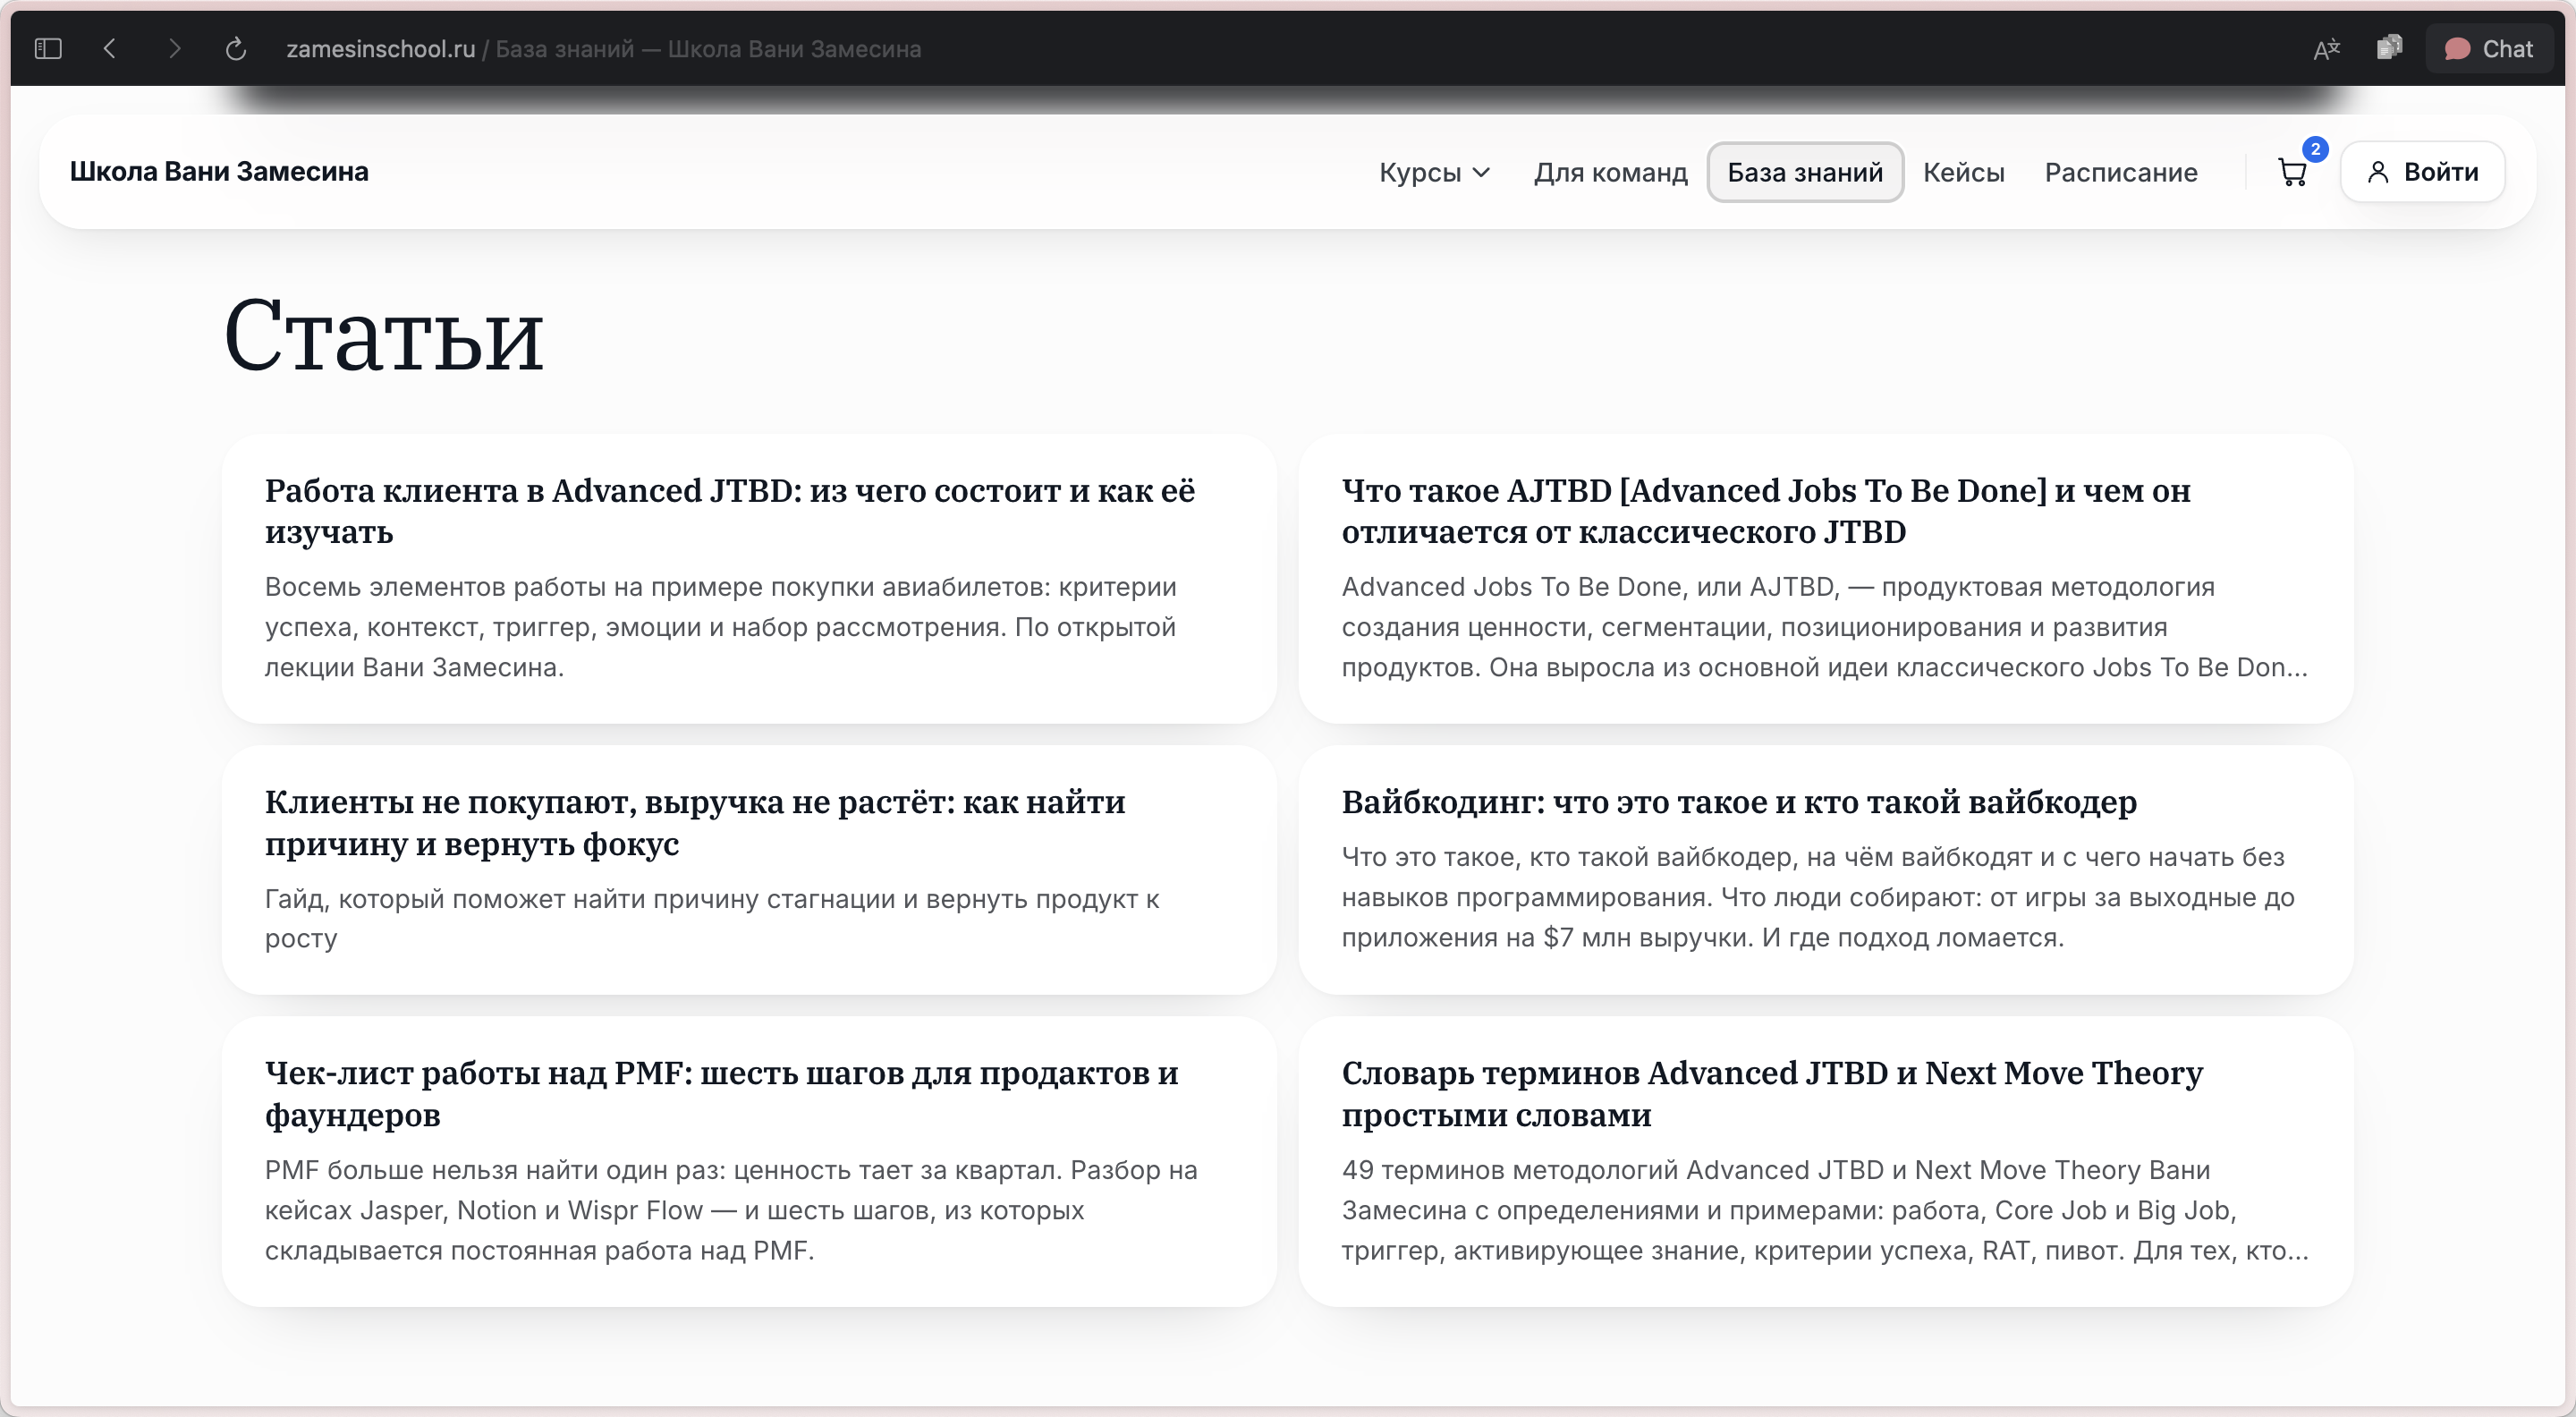 zamesinschool.ru / База знаний — Школа Вани Замесина
Chat
Школа Вани Замесина
Курсы
Для команд
База знаний
Кейсы
Расписание
2
Войти
Статьи
Работа клиента в Advanced JTBD: из чего состоит и как её
изучать
Восемь элементов работы на примере покупки авиабилетов: критерии
успеха, контекст, триггер, эмоции и набор рассмотрения. По открытой
лекции Вани Замесина.
Что такое AJTBD [Advanced Jobs To Be Done] и чем он
отличается от классического JTBD
Advanced Jobs To Be Done, или AJTBD, — продуктовая методология
создания ценности, сегментации, позиционирования и развития
продуктов. Она выросла из основной идеи классического Jobs To Be Don...
Клиенты не покупают, выручка не растёт: как найти
причину и вернуть фокус
Гайд, который поможет найти причину стагнации и вернуть продукт к
росту
Вайбкодинг: что это такое и кто такой вайбкодер
Что это такое, кто такой вайбкодер, на чём вайбкодят и с чего начать без
навыков программирования. Что люди собирают: от игры за выходные до
приложения на $7 млн выручки. И где подход ломается.
Чек-лист работы над PMF: шесть шагов для продактов и
фаундеров
PMF больше нельзя найти один раз: ценность тает за квартал. Разбор на
кейсах Jasper, Notion и Wispr Flow — и шесть шагов, из которых
складывается постоянная работа над PMF.
Словарь терминов Advanced JTBD и Next Move Theory
простыми словами
49 терминов методологий Advanced JTBD и Next Move Theory Вани
Замесина с определениями и примерами: работа, Core Job и Big Job,
триггер, активирующее знание, критерии успеха, RAT, пивот. Для тех, кто...